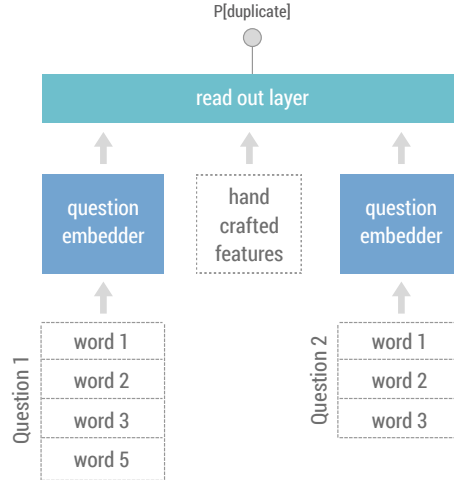 P[duplicate]
read out layer
question
embedder
hand
crafted
features
question
embedder
Question 1
word 1
word 2
word 3
word 5
Question 2
word 1
word 2
word 3